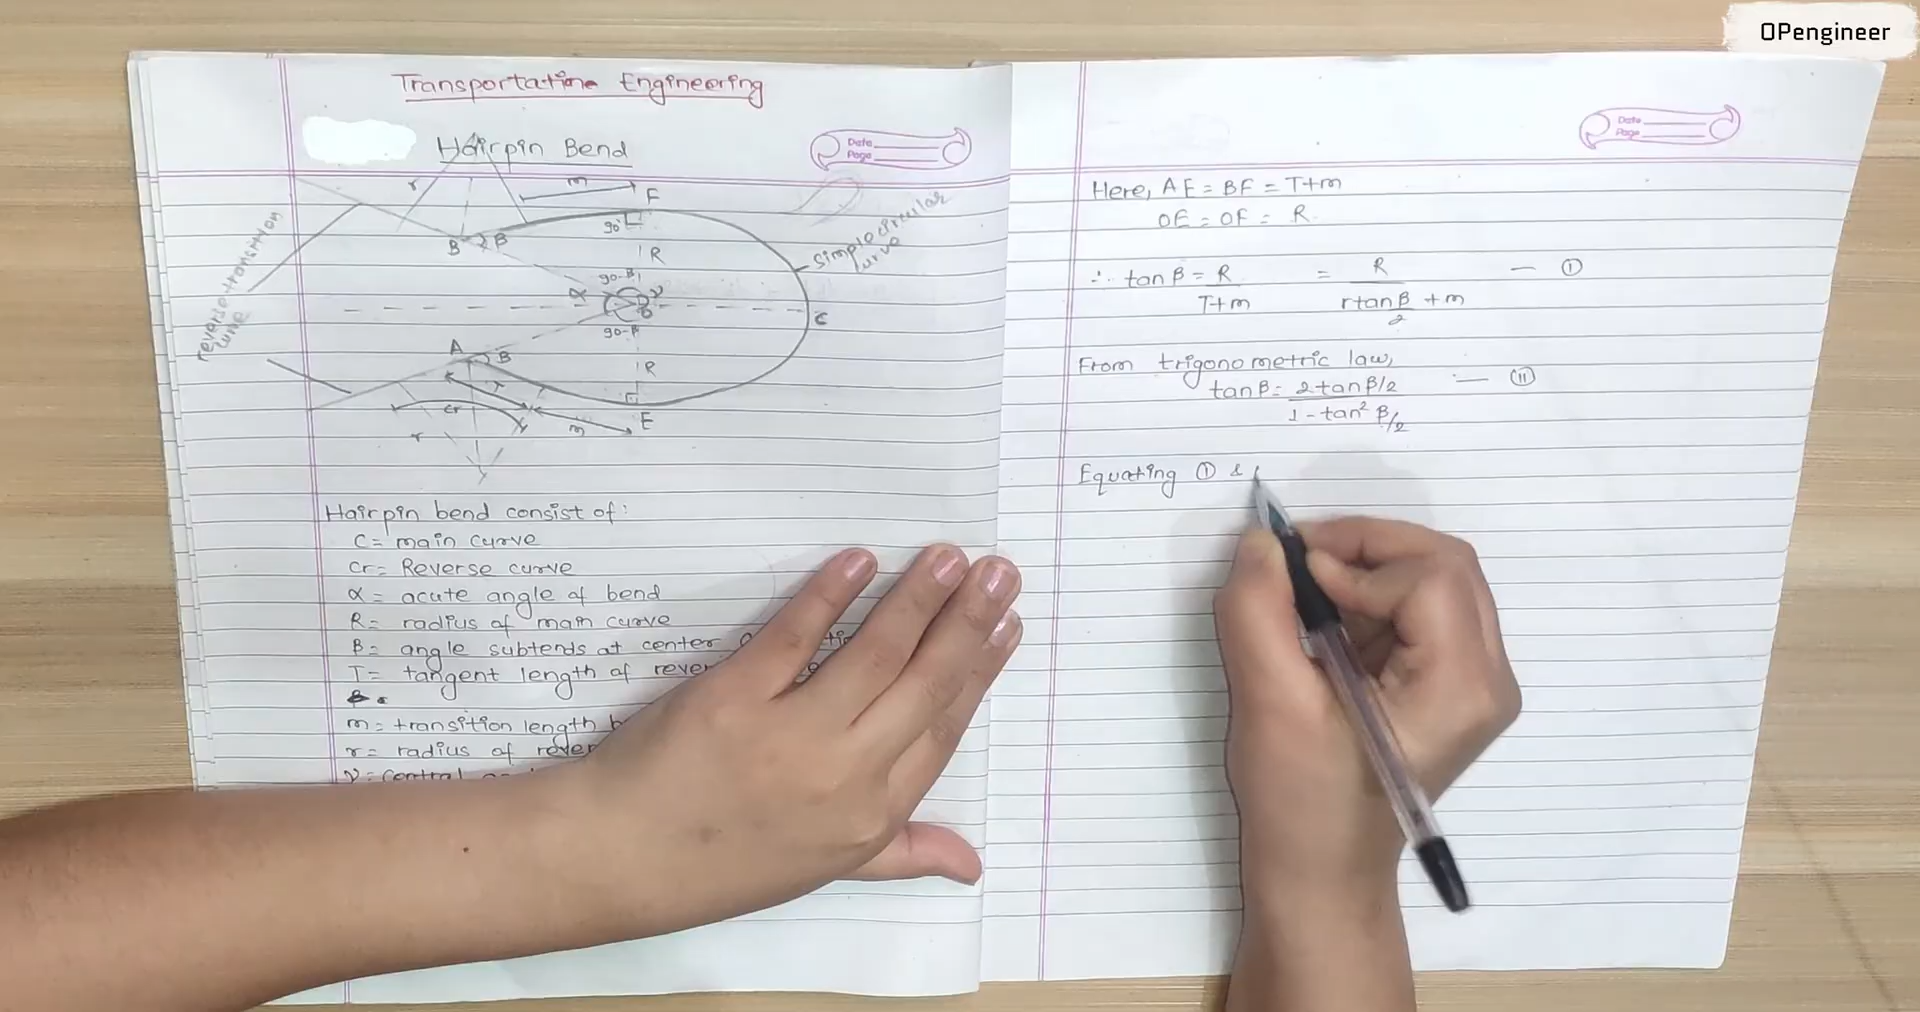 OPengineer
Transportation Engineering
Date
Page
Hairpin Bend
r
m
F
90°
B
β
R
simple circular
curve
reverse transition
curve
90-β
α
γ
O
C
90-β
A
β
R
T
cr
E
m
r
Hairpin bend consist of:
C = main curve
Cr = Reverse curve
α = acute angle of bend
R = radius of main curve
β = angle subtends at center
T = tangent length of
m = transition length
r = radius of
γ = central
Date
Page
Here, AE = BF = T+m
OE = OF = R
∴ tan β = R = R — ①
T+m rtan β/2 + m
From trigonometric law,
tan β = 2 tan β/2 — ⑪
1 - tan² β/2
Equating ① &